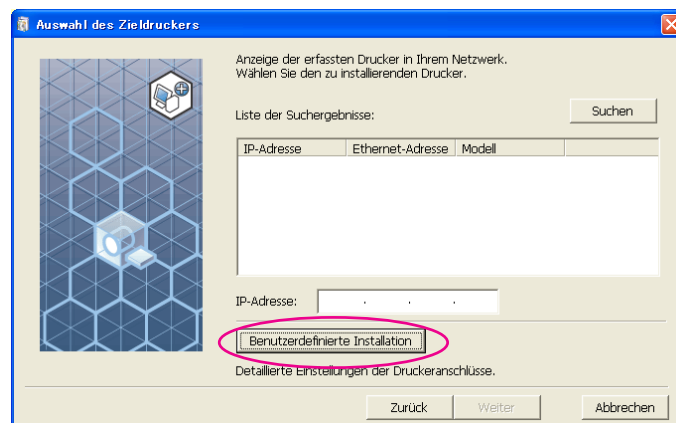 Auswahl des Zieldruckers
Anzeige der erfassten Drucker in Ihrem Netzwerk.
Wählen Sie den zu installierenden Drucker.
Liste der Suchergebnisse:
Suchen
IP-Adresse Ethernet-Adresse Modell
IP-Adresse: . . .
Benutzerdefinierte Installation
Detaillierte Einstellungen der Druckeranschlüsse.
Zurück Weiter Abbrechen